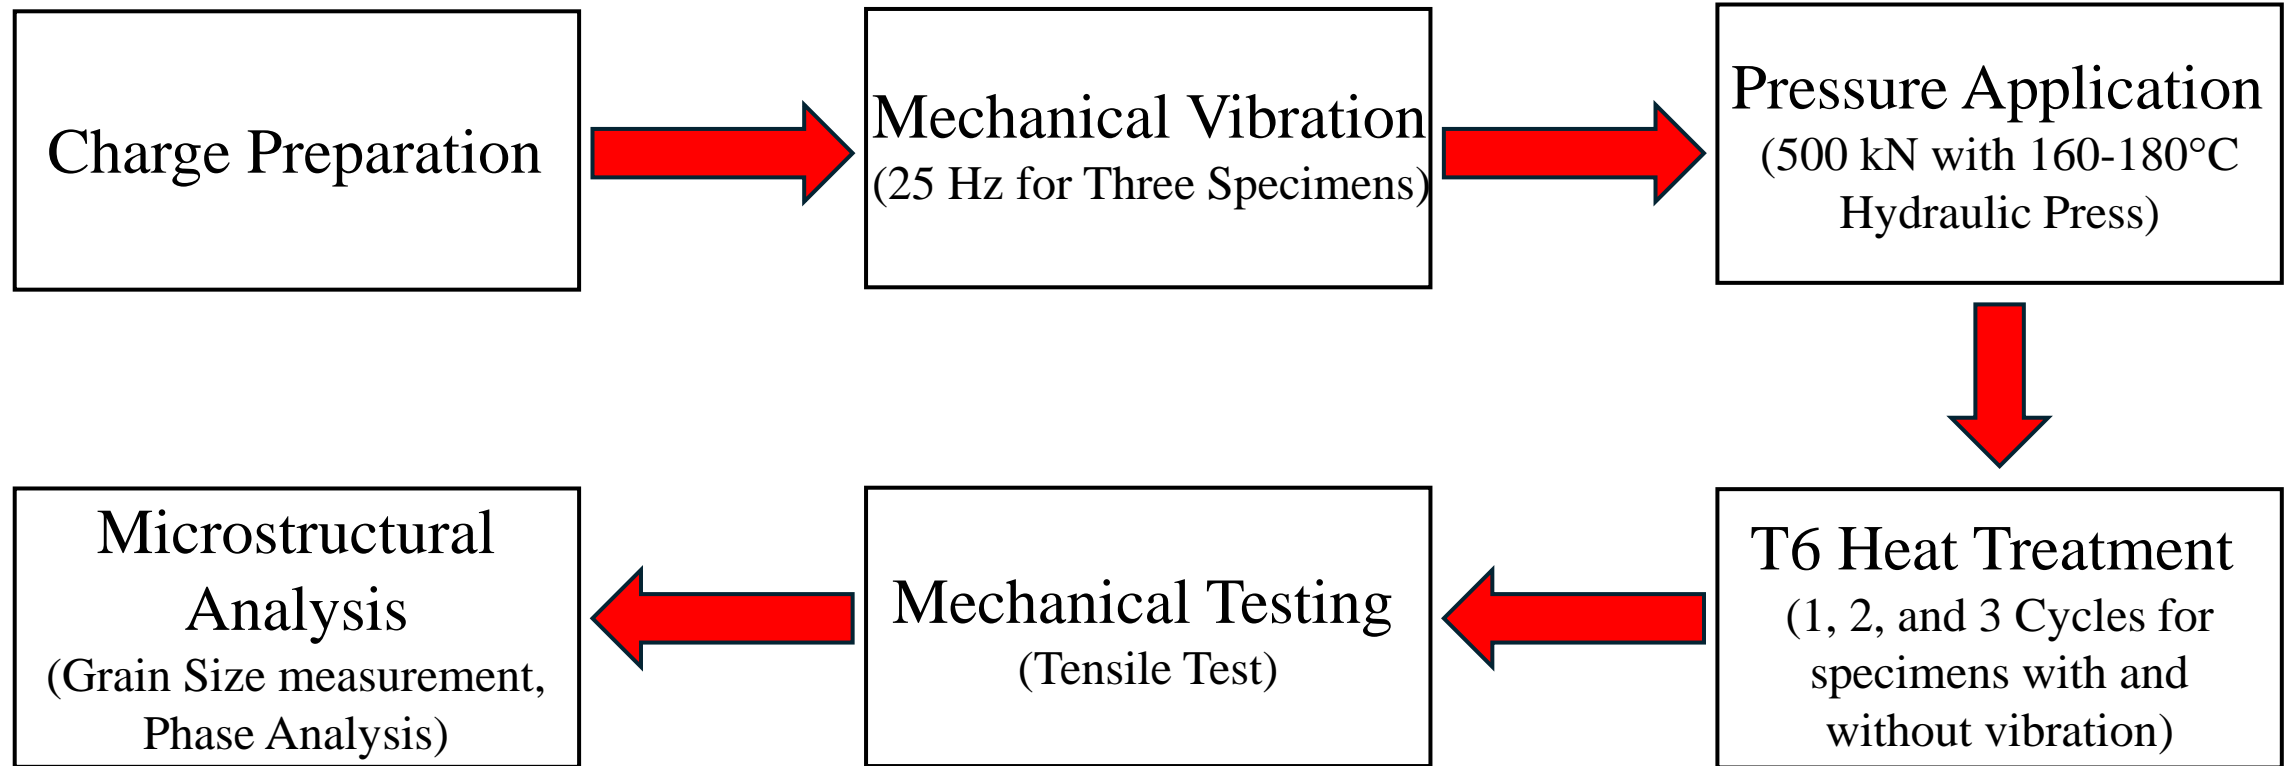 Charge Preparation
Mechanical Vibration
(25 Hz for Three Specimens)
Pressure Application
(500 kN with 160-180°C
Hydraulic Press)
T6 Heat Treatment
(1, 2, and 3 Cycles for
specimens with and
without vibration)
Mechanical Testing
(Tensile Test)
Microstructural
Analysis
(Grain Size measurement,
Phase Analysis)